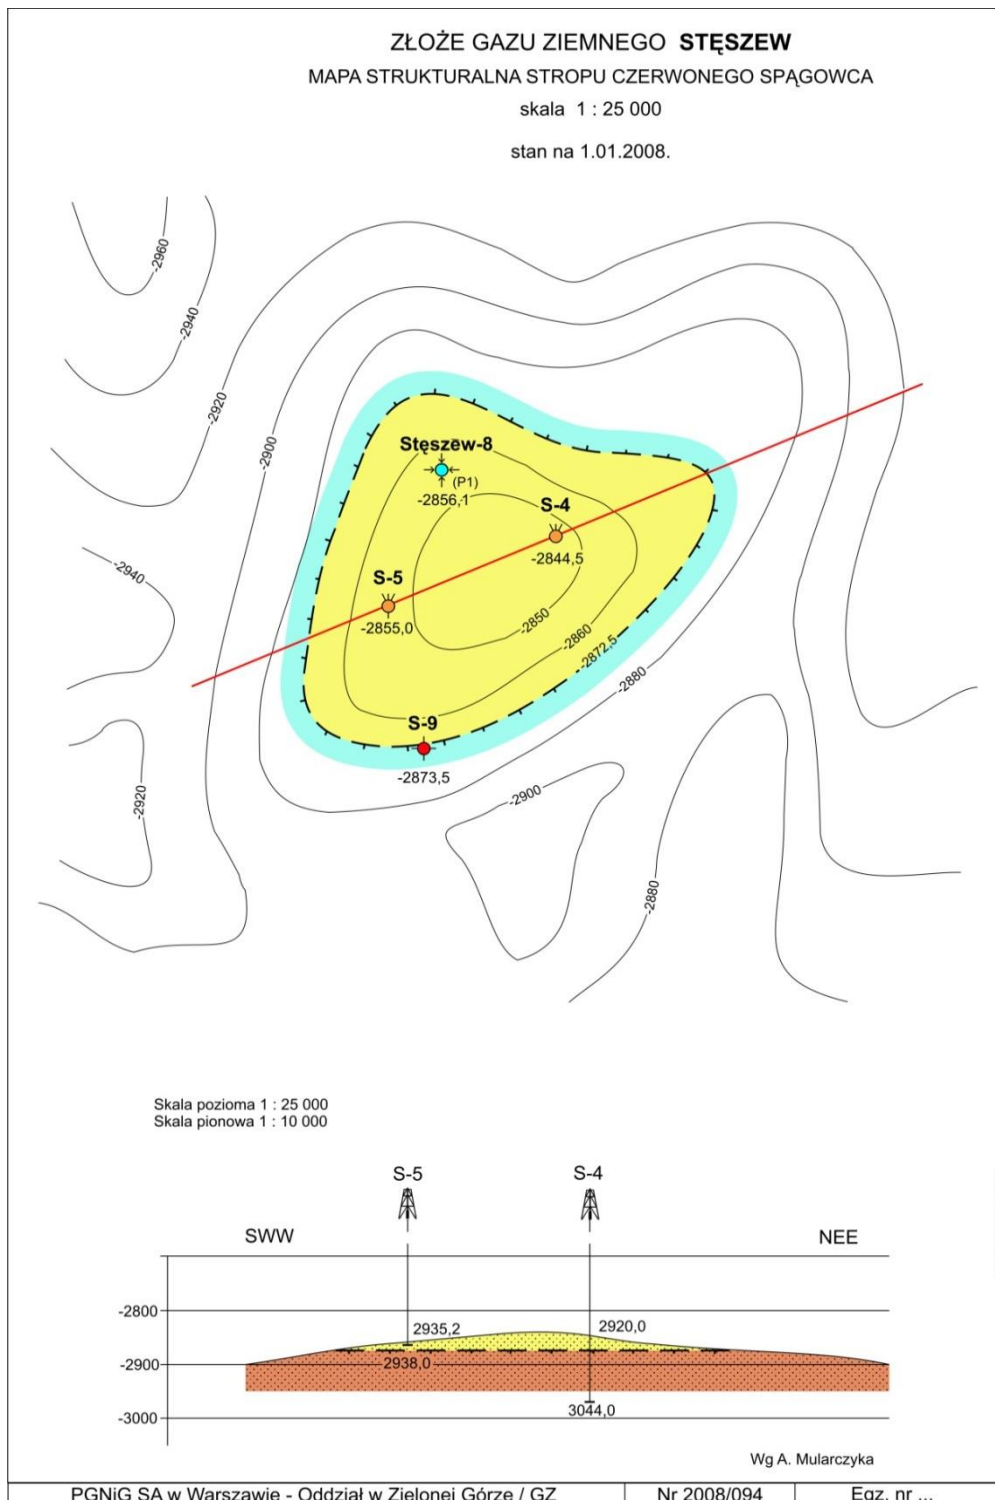 ZŁOŻE GAZU ZIEMNEGO STĘSZEW
MAPA STRUKTURALNA STROPU CZERWONEGO SPĄGOWCA
skala 1 : 25 000
stan na 1.01.2008.
-2960
-2940
-2920
-2900
Stęszew-8
(P1)
-2856,1
S-4
-2844,5
-2940
S-5
-2855,0
-2850
-2860
-2872,5
-2880
S-9
-2873,5
-2920
-2900
-2880
Skala pozioma 1 : 25 000
Skala pionowa 1 : 10 000
S-5 S-4
SWW NEE
-2800
2935,2 2920,0
-2900
2938,0
3044,0
-3000
Wg A. Mularczyka
PGNiG SA w Warszawie - Oddział w Zielonej Górze / GZ Nr 2008/094 Egz. nr ...